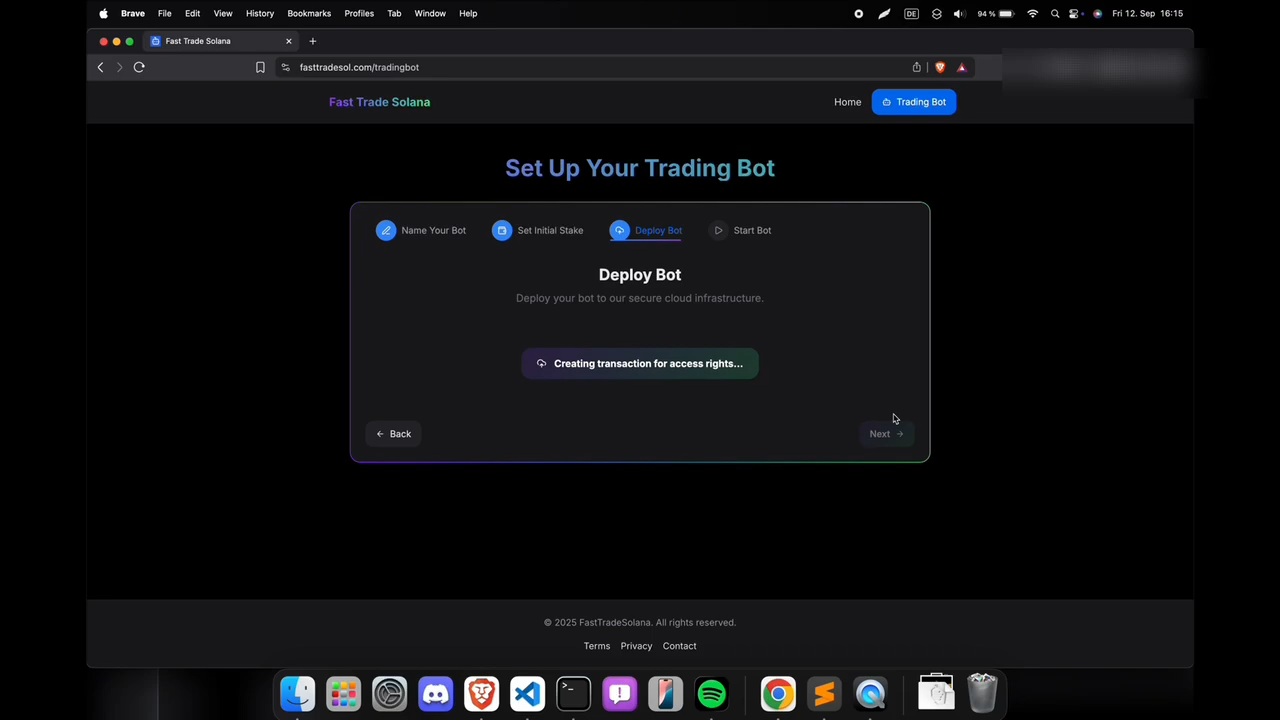 Brave File Edit View History Bookmarks Profiles Tab Window Help DE 94 % Fri 12. Sep 16:15
Fast Trade Solana
fasttradesol.com/tradingbot
Fast Trade Solana Home Trading Bot
Set Up Your Trading Bot
Name Your Bot Set Initial Stake Deploy Bot Start Bot
Deploy Bot
Deploy your bot to our secure cloud infrastructure.
Creating transaction for access rights...
Back Next
© 2025 FastTradeSolana. All rights reserved.
Terms Privacy Contact